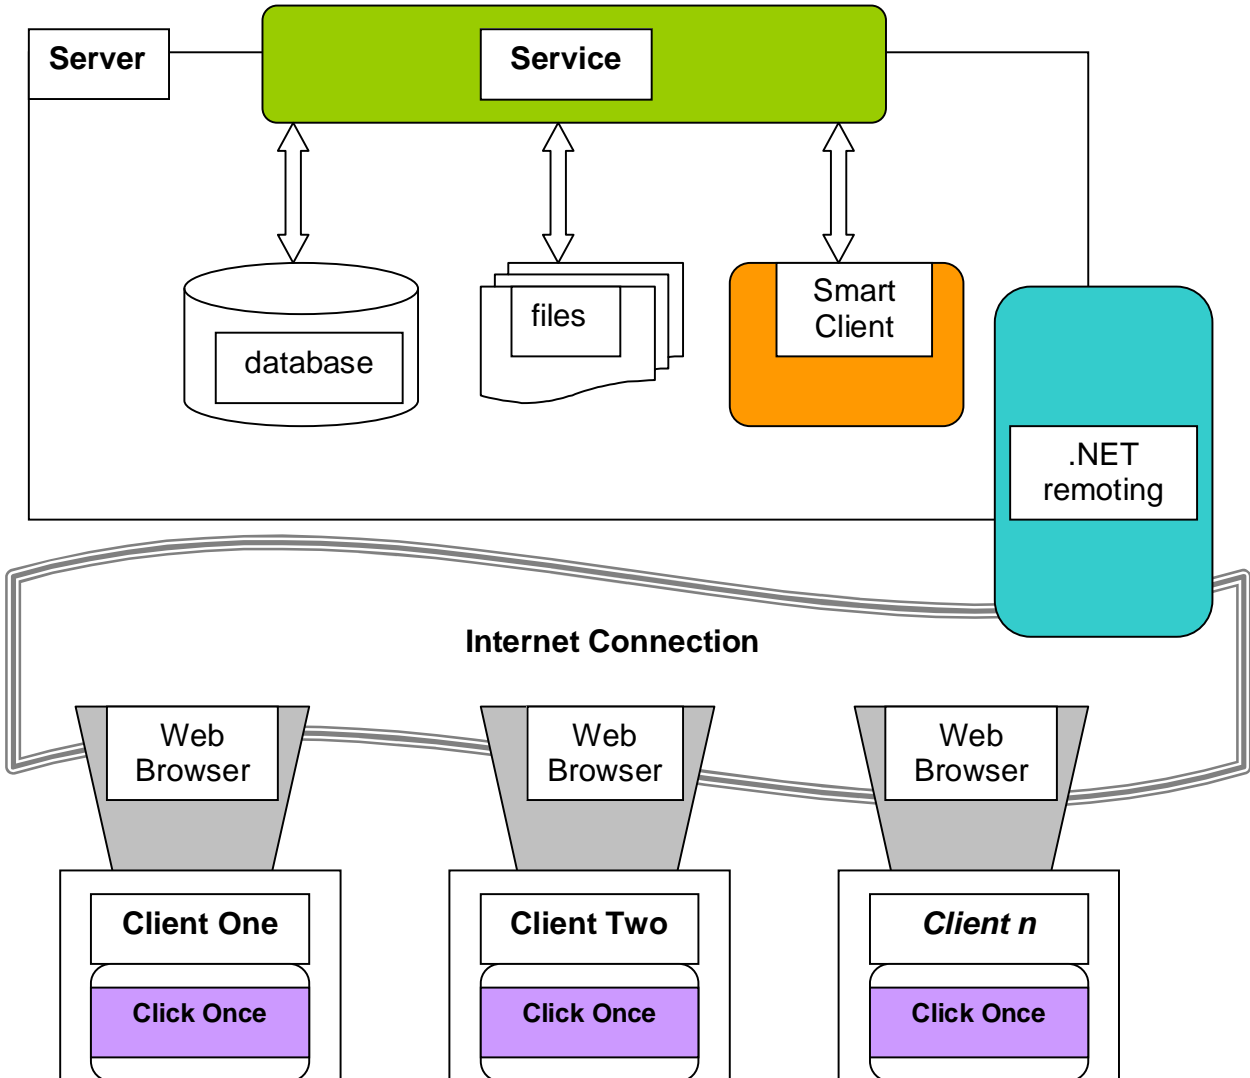 Server
Service
database
files
Smart
Client
.NET
remoting
Internet Connection
Web
Browser
Web
Browser
Web
Browser
Client One
Client Two
Client n
Click Once
Click Once
Click Once